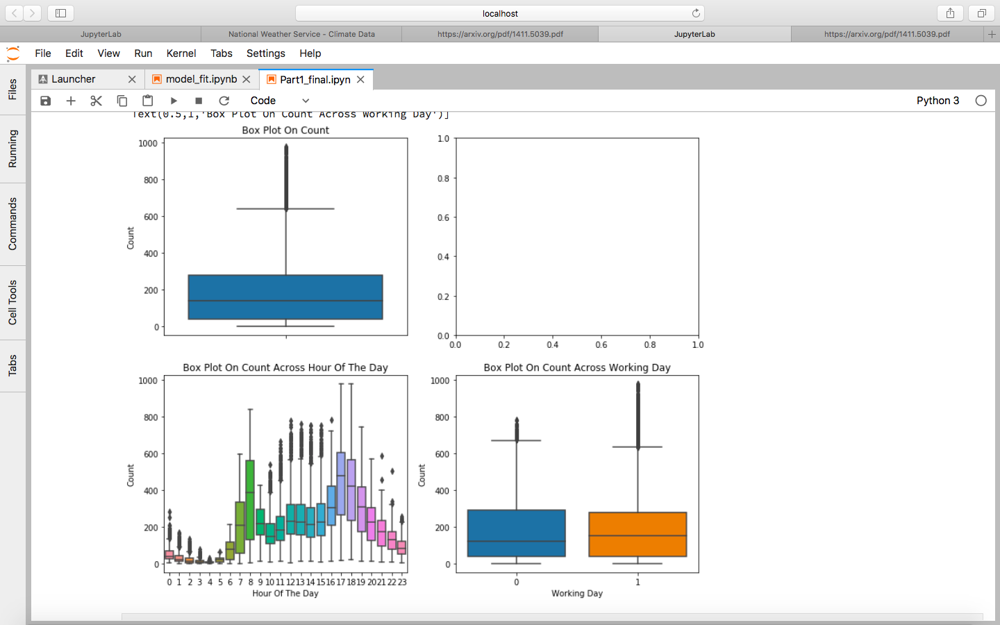 localhost
JupyterLab
National Weather Service - Climate Data
https://arxiv.org/pdf/1411.5039.pdf
JupyterLab
https://arxiv.org/pdf/1411.5039.pdf
File Edit View Run Kernel Tabs Settings Help
Files
Running
Commands
Cell Tools
Tabs
Launcher
model_fit.ipynb
Part1_final.ipyn
Code
Python 3
Text(0.5,1,'Box Plot On Count Across Working Day')]
Box Plot On Count
1000
800
600
400
200
0
Count
1.0
0.8
0.6
0.4
0.2
0.0
0.0 0.2 0.4 0.6 0.8 1.0
Box Plot On Count Across Hour Of The Day
1000
800
600
400
200
0
Count
0 1 2 3 4 5 6 7 8 9 10 11 12 13 14 15 16 17 18 19 20 21 22 23
Hour Of The Day
Box Plot On Count Across Working Day
1000
800
600
400
200
0
Count
0 1
Working Day